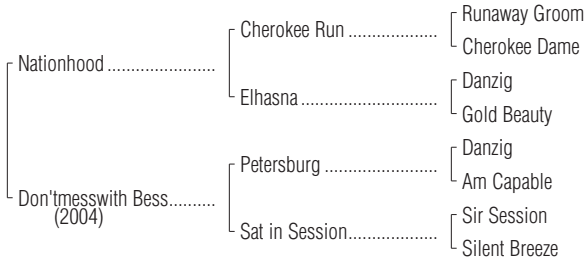 Runaway Groom
Cherokee Run ....................
Cherokee Dame
Nationhood ........................
Danzig
Elhasna ..............................
Gold Beauty
Danzig
Petersburg .........................
Am Capable
Don'tmesswith Bess..........
(2004)
Sir Session
Sat in Session....................
Silent Breeze